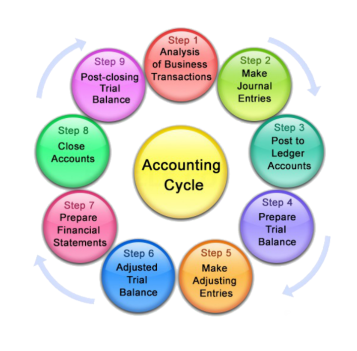 Step 1
Analysis
of Business
Transactions
Step 2
Make
Journal
Entries
Step 3
Post to
Ledger
Accounts
Step 4
Prepare
Trial
Balance
Step 5
Make
Adjusting
Entries
Step 6
Adjusted
Trial
Balance
Step 7
Prepare
Financial
Statements
Step 8
Close
Accounts
Step 9
Post-closing
Trial
Balance
Accounting
Cycle